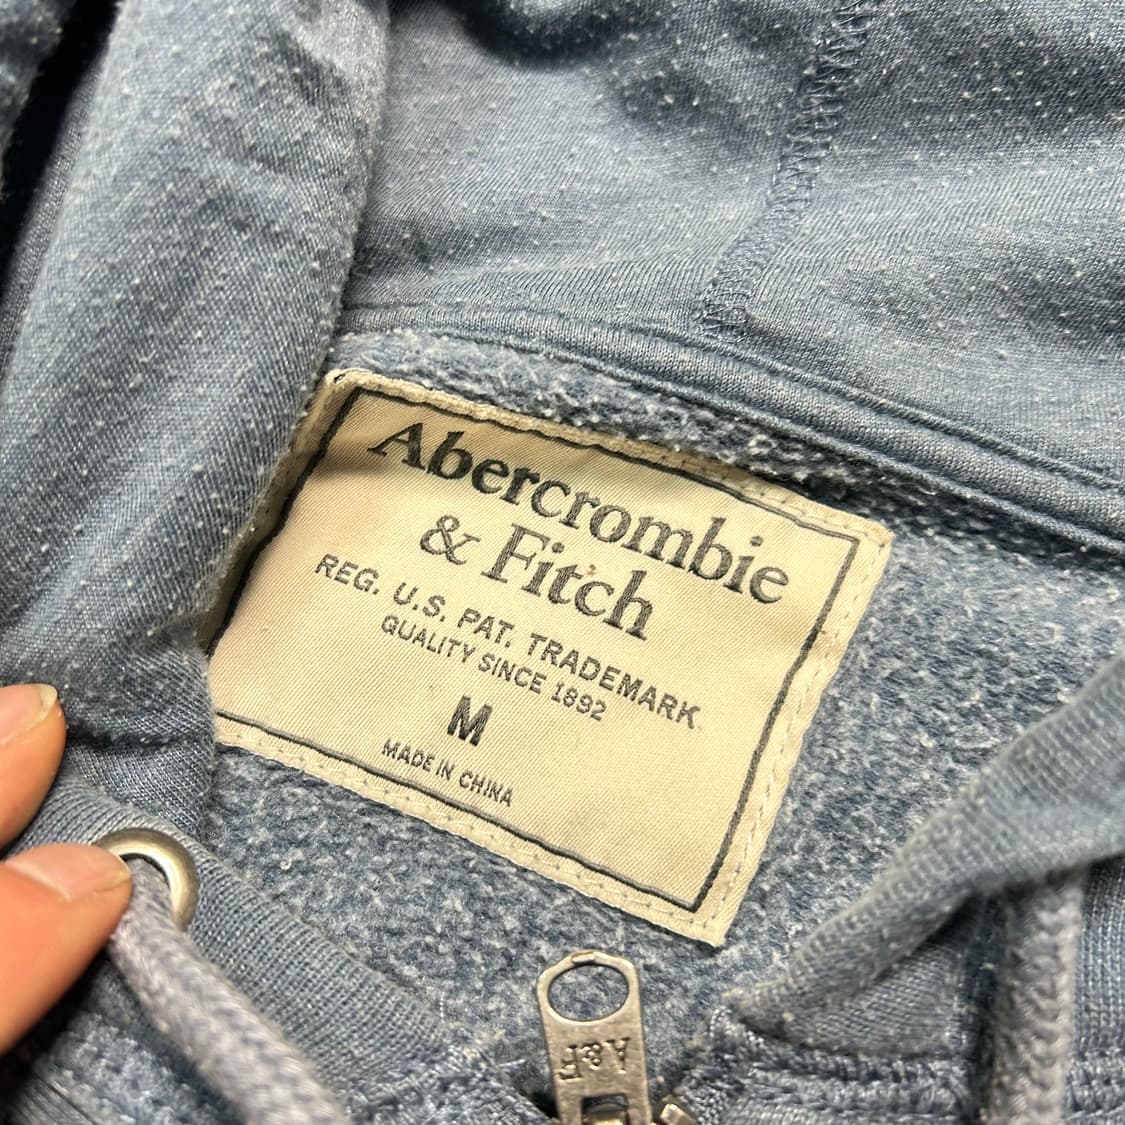 Abercrombie
& Fitch
REG. U.S. PAT. TRADEMARK
QUALITY SINCE 1892
M
MADE IN CHINA
A&F